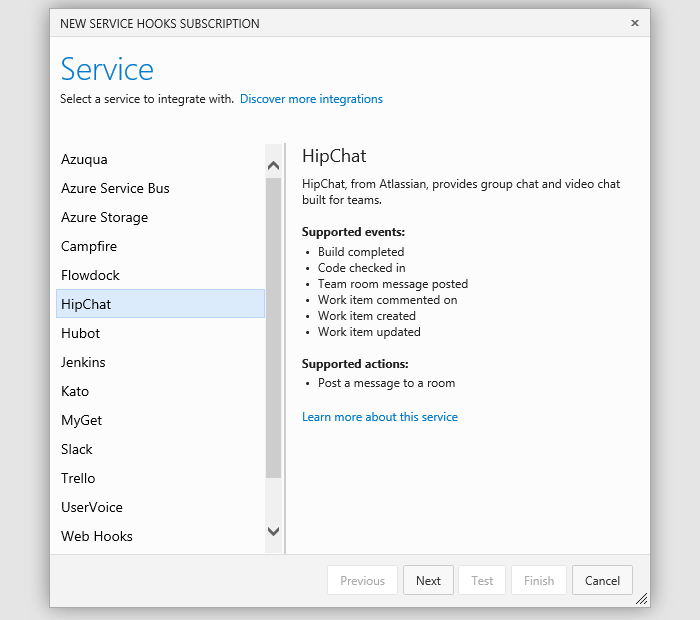 NEW SERVICE HOOKS SUBSCRIPTION
Service
Select a service to integrate with. Discover more integrations
Azuqua
Azure Service Bus
Azure Storage
Campfire
Flowdock
HipChat
Hubot
Jenkins
Kato
MyGet
Slack
Trello
UserVoice
Web Hooks
HipChat
HipChat, from Atlassian, provides group chat and video chat
built for teams.
Supported events:
• Build completed
• Code checked in
• Team room message posted
• Work item commented on
• Work item created
• Work item updated
Supported actions:
• Post a message to a room
Learn more about this service
Previous Next Test Finish Cancel